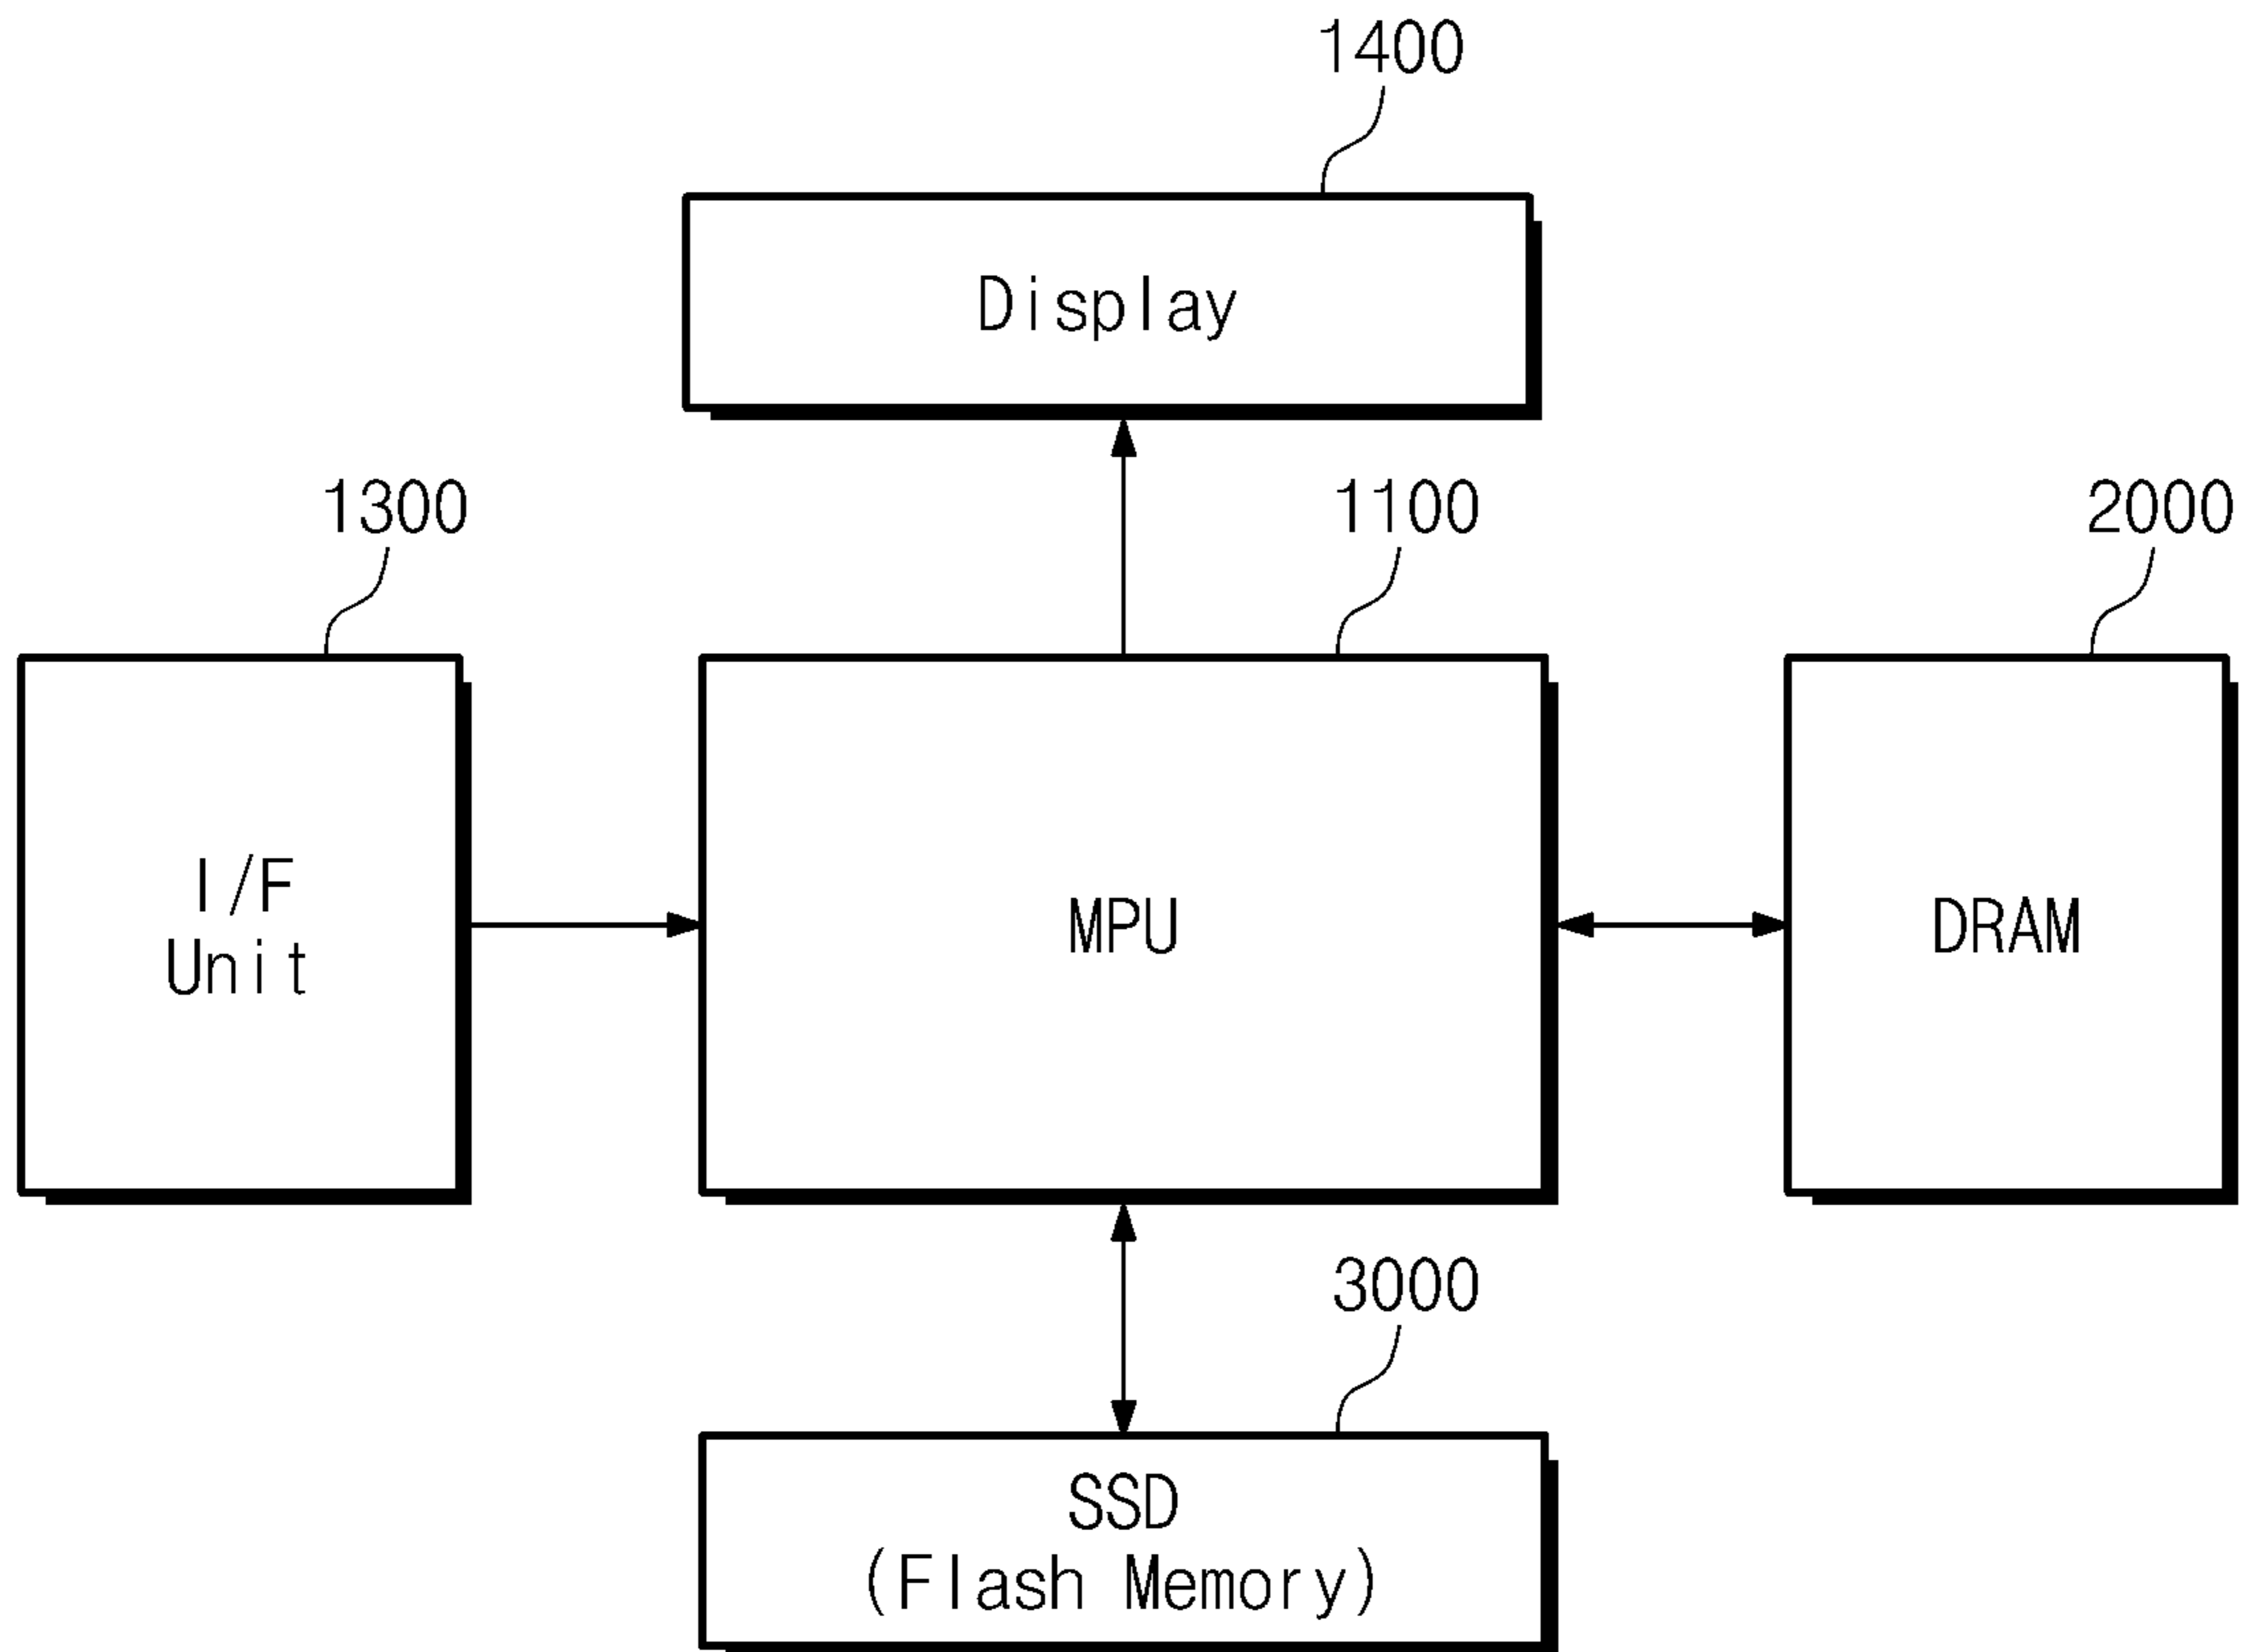 1400
Display
1300
1100
2000
I/F
Unit
MPU
DRAM
3000
SSD
(Flash Memory)